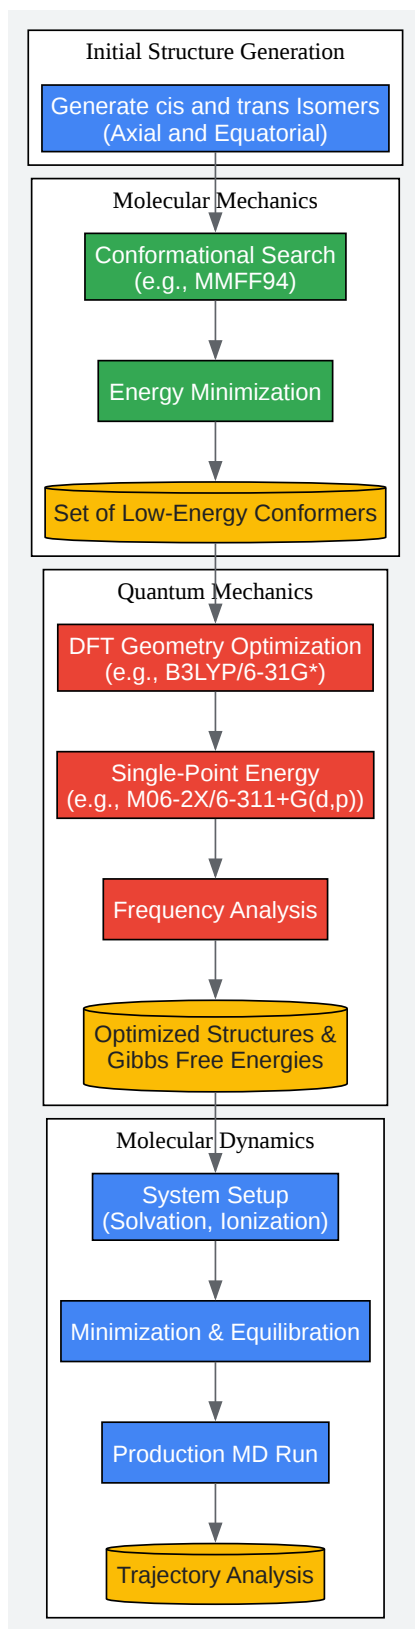 Initial Structure Generation
Generate cis and trans Isomers
(Axial and Equatorial)
Molecular Mechanics
Conformational Search
(e.g., MMFF94)
Energy Minimization
Set of Low-Energy Conformers
Quantum Mechanics
DFT Geometry Optimization
(e.g., B3LYP/6-31G*)
Single-Point Energy
(e.g., M06-2X/6-311+G(d,p))
Frequency Analysis
Optimized Structures &
Gibbs Free Energies
Molecular Dynamics
System Setup
(Solvation, Ionization)
Minimization & Equilibration
Production MD Run
Trajectory Analysis